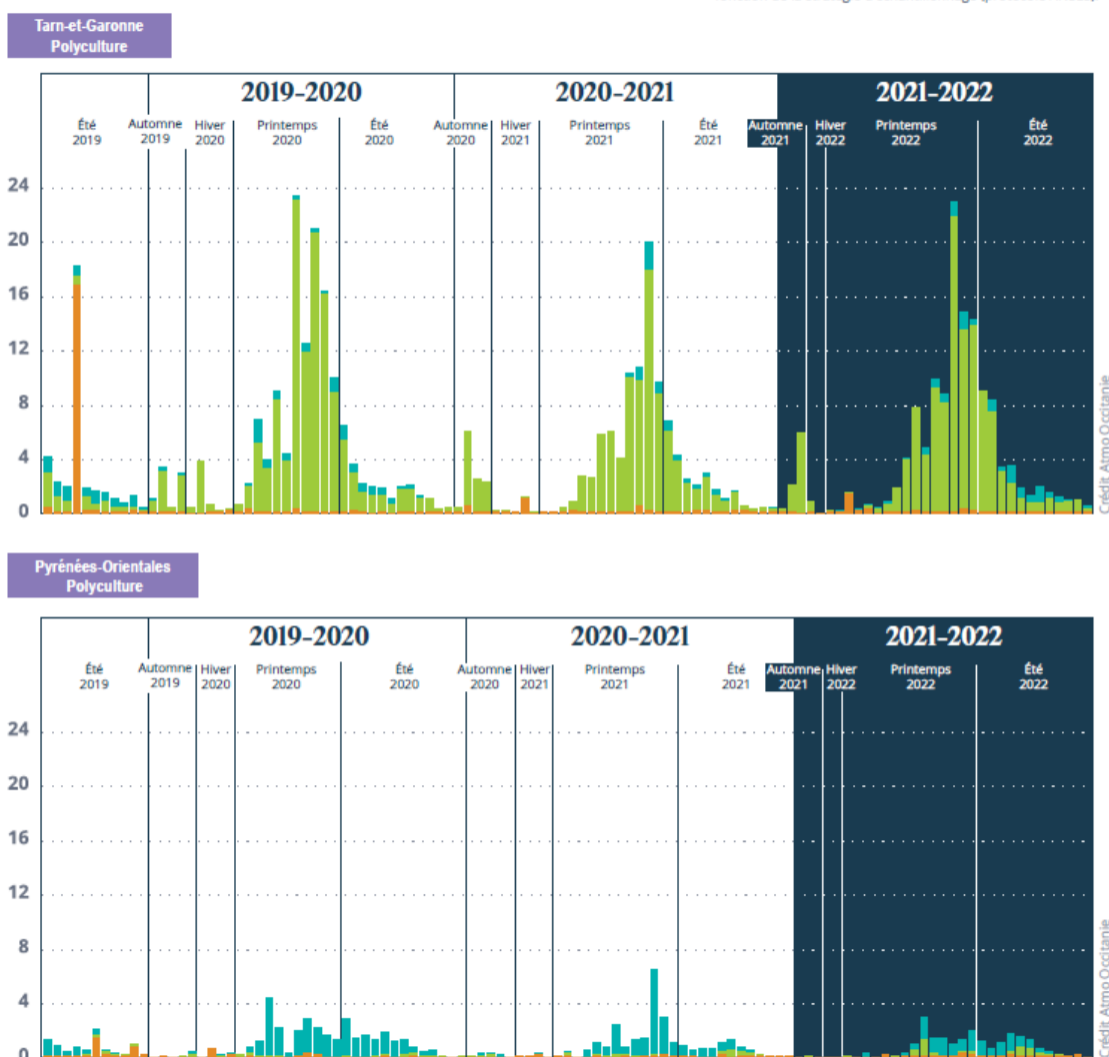 Tarn-et-Garonne
Polyculture
2019-2020
2020-2021
2021-2022
Été
2019
Automne
2019
Hiver
2020
Printemps
2020
Été
2020
Automne
2020
Hiver
2021
Printemps
2021
Été
2021
Automne
2021
Hiver
2022
Printemps
2022
Été
2022
24
20
16
12
8
4
0
Crédit Atmo Occitanie
Pyrénées-Orientales
Polyculture
2019-2020
2020-2021
2021-2022
Été
2019
Automne
2019
Hiver
2020
Printemps
2020
Été
2020
Automne
2020
Hiver
2021
Printemps
2021
Été
2021
Automne
2021
Hiver
2022
Printemps
2022
Été
2022
24
20
16
12
8
4
0
Crédit Atmo Occitanie